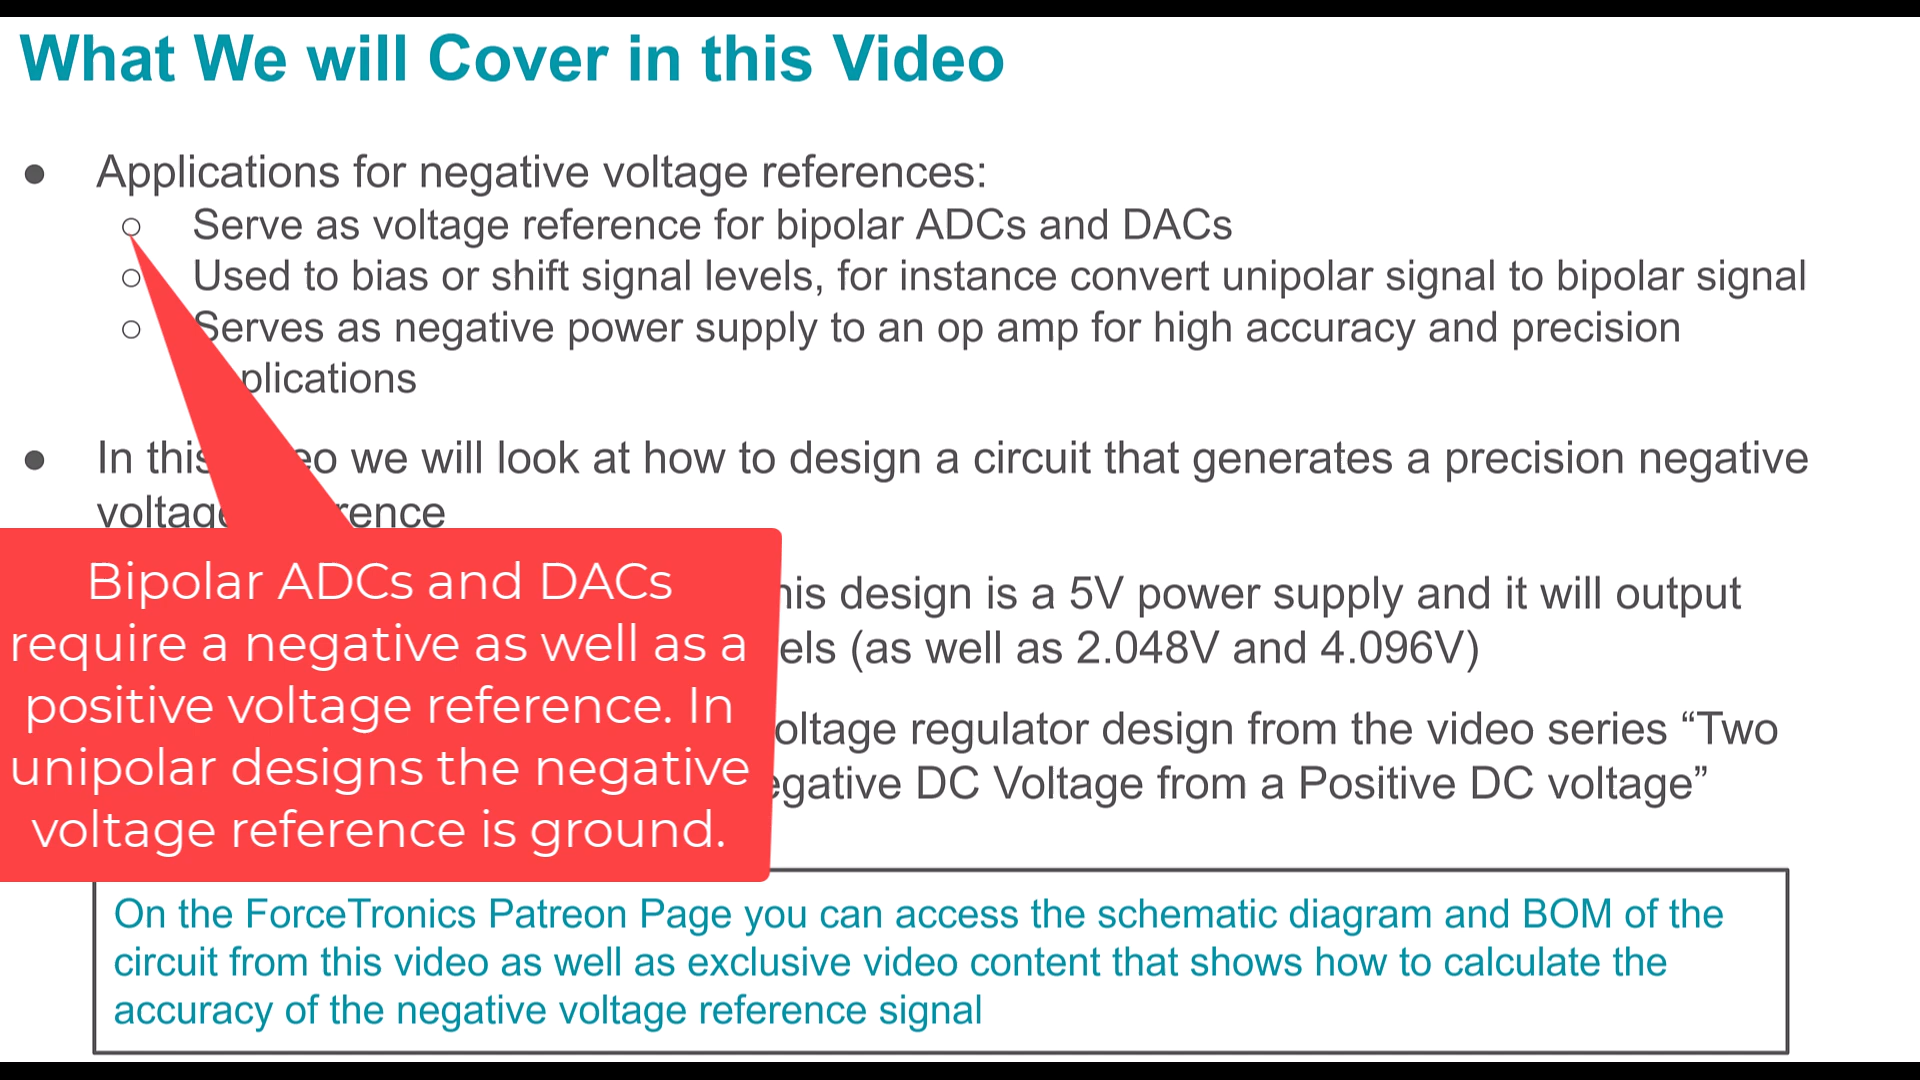 What We will Cover in this Video
● Applications for negative voltage references:
○ Serve as voltage reference for bipolar ADCs and DACs
○ Used to bias or shift signal levels, for instance convert unipolar signal to bipolar signal
○ Serves as negative power supply to an op amp for high accuracy and precision
plications
● In this eo we will look at how to design a circuit that generates a precision negative
voltage rence
Bipolar ADCs and DACs
require a negative as well as a
positive voltage reference. In
unipolar designs the negative
voltage reference is ground.
his design is a 5V power supply and it will output
els (as well as 2.048V and 4.096V)
oltage regulator design from the video series “Two
egative DC Voltage from a Positive DC voltage”
On the ForceTronics Patreon Page you can access the schematic diagram and BOM of the
circuit from this video as well as exclusive video content that shows how to calculate the
accuracy of the negative voltage reference signal